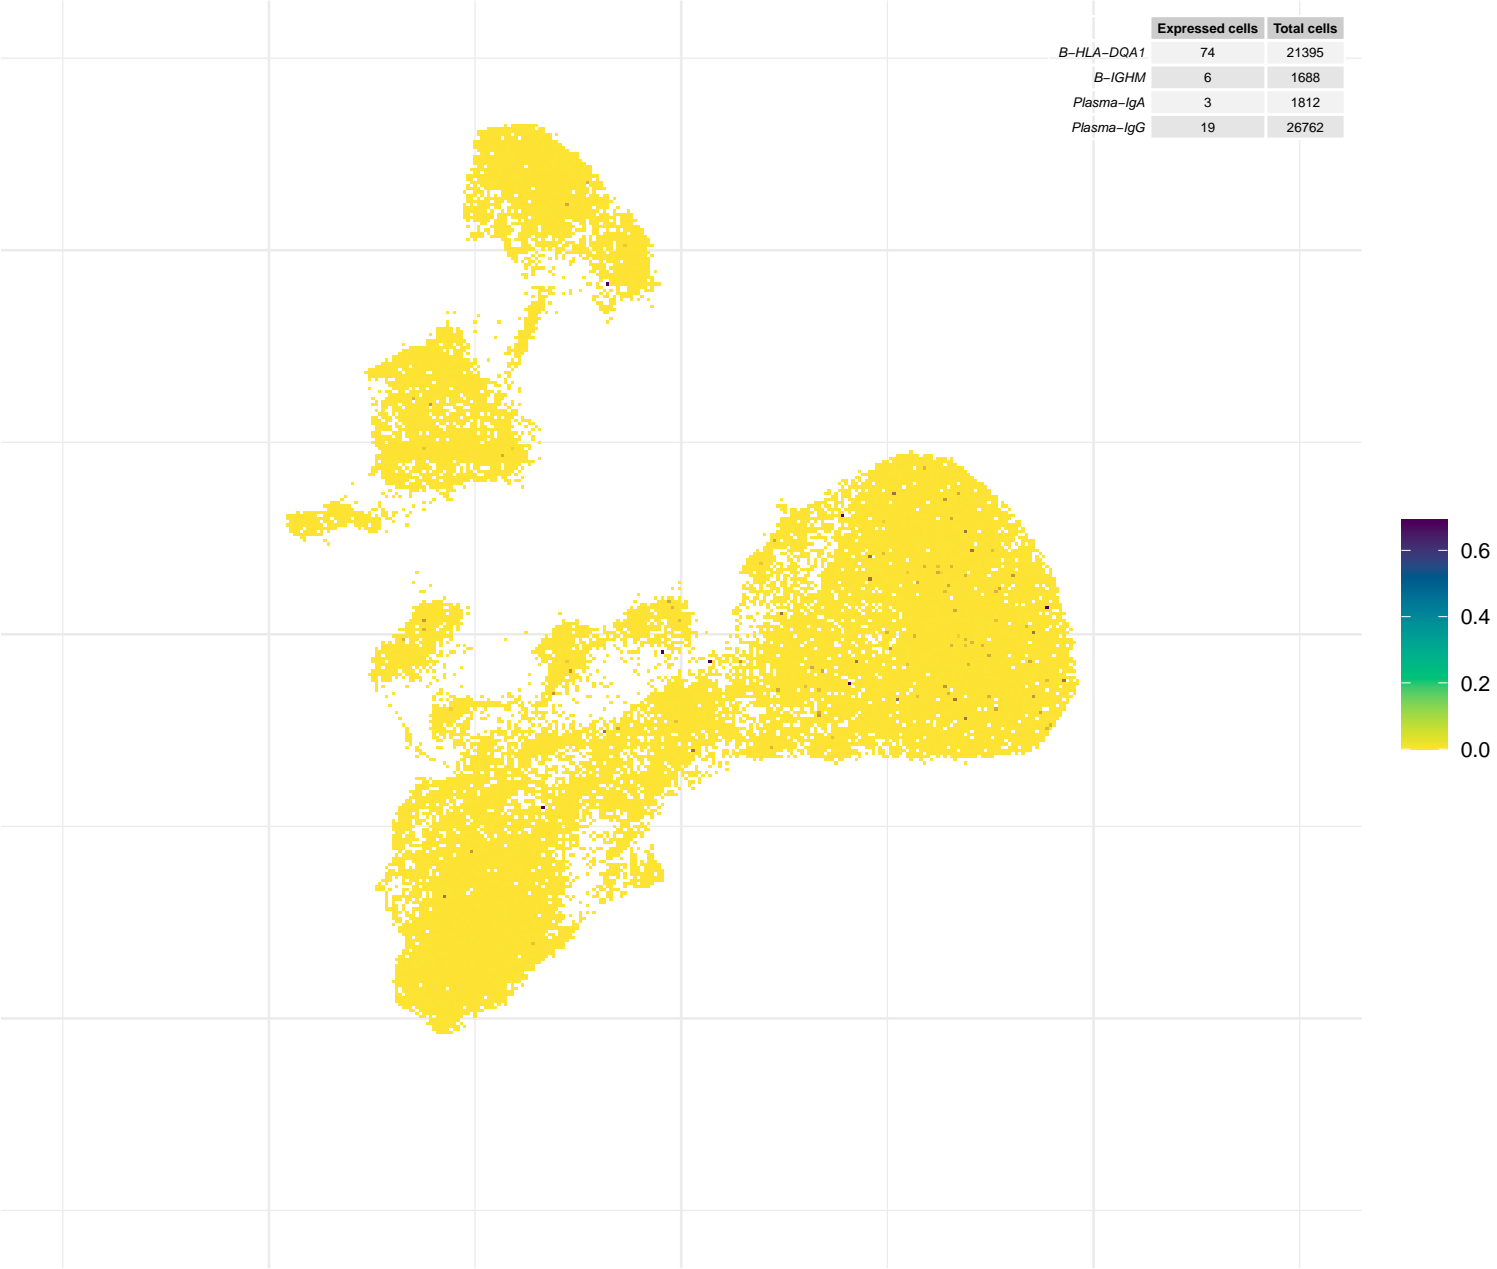 Expressed cells Total cells
B−HLA−DQA1 74 21395
B−IGHM 6 1688
Plasma−IgA 3 1812
Plasma−IgG 19 26762
0.6
0.4
0.2
0.0